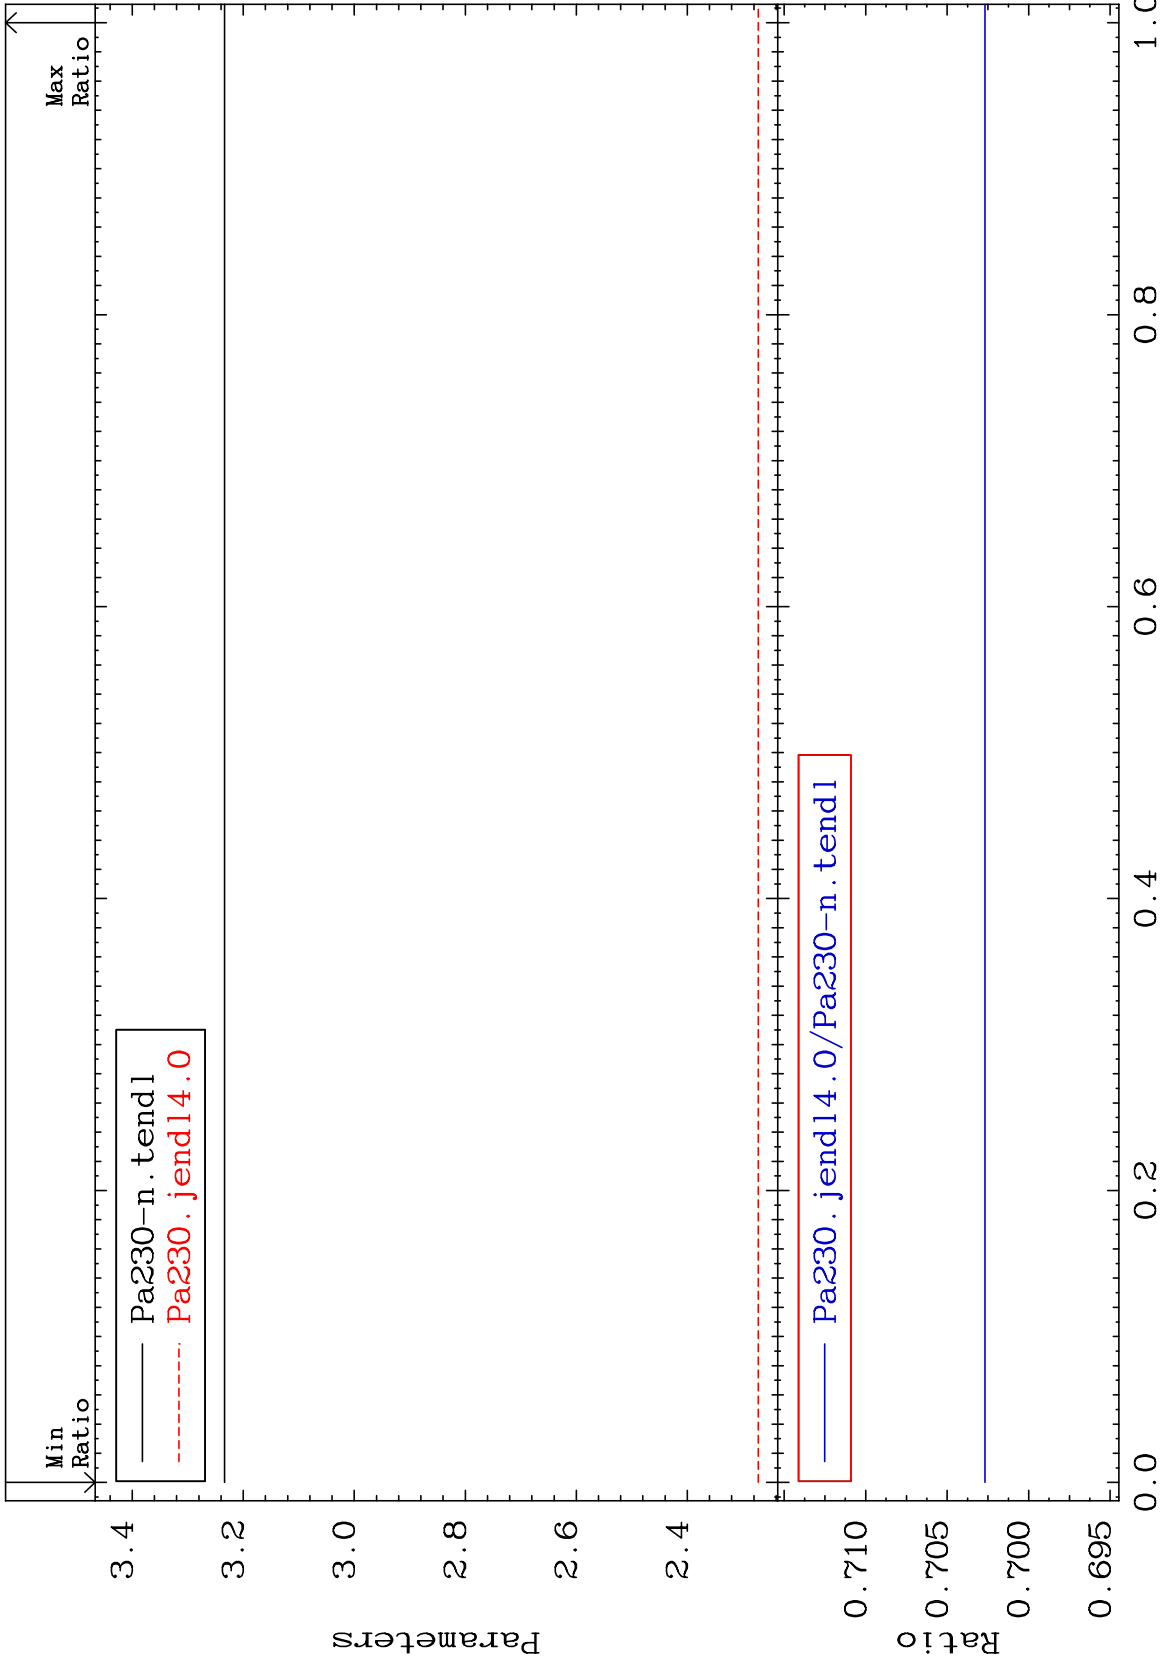 Min
Ratio
Max
Ratio
Pa230-n.tendl
Pa230.jendl4.0
3.4
3.2
3.0
2.8
2.6
2.4
Parameters
Pa230.jendl4.0/Pa230-n.tendl
0.710
0.705
0.700
0.695
Ratio
0.0 0.2 0.4 0.6 0.8 1.0